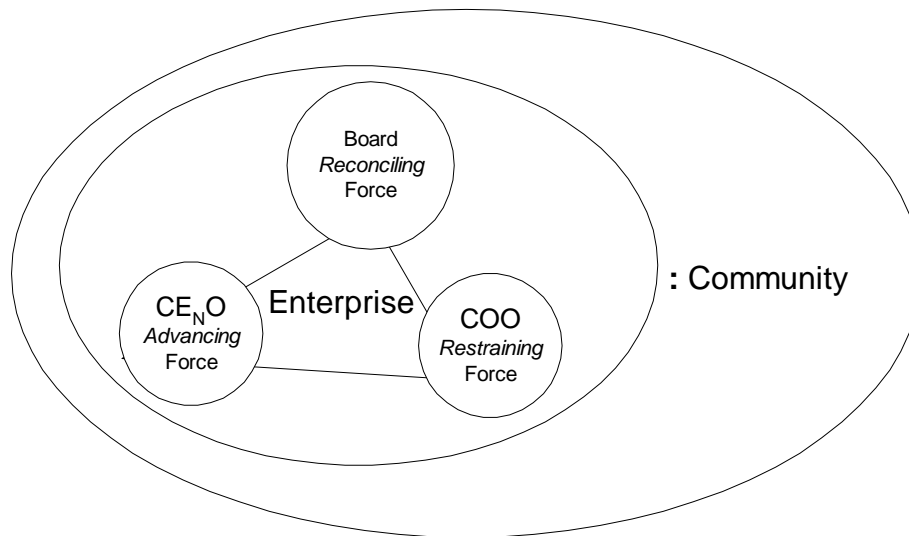 Board
Reconciling
Force
CE_NO
Advancing
Force
Enterprise
COO
Restraining
Force
: Community